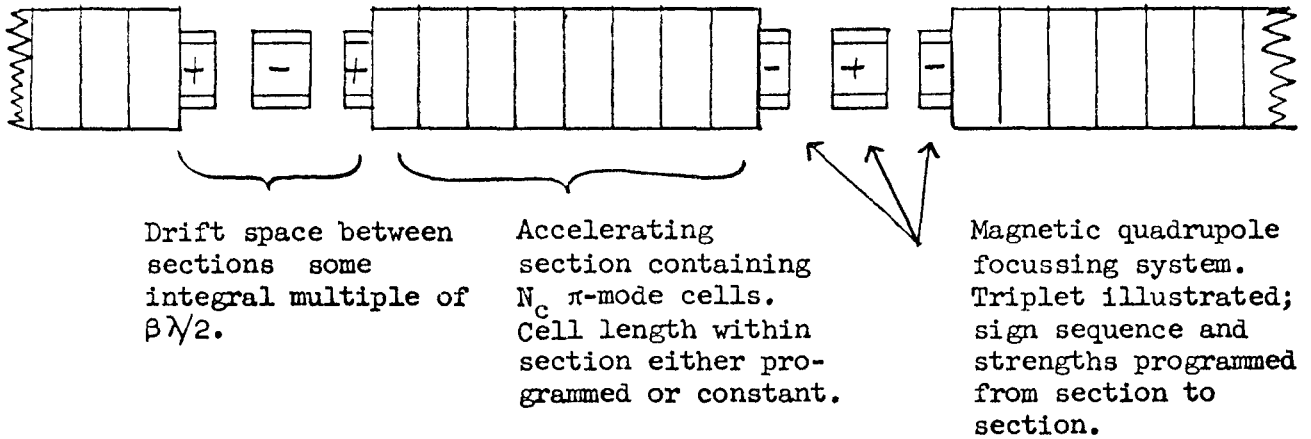 + - + - + -
Drift space between
sections some
integral multiple of
βλ/2.
Accelerating
section containing
N_c π-mode cells.
Cell length within
section either pro-
grammed or constant.
Magnetic quadrupole
focussing system.
Triplet illustrated;
sign sequence and
strengths programmed
from section to
section.